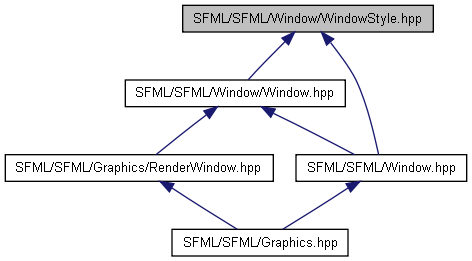 SFML/SFML/Window/WindowStyle.hpp
SFML/SFML/Window/Window.hpp
SFML/SFML/Graphics/RenderWindow.hpp
SFML/SFML/Window.hpp
SFML/SFML/Graphics.hpp